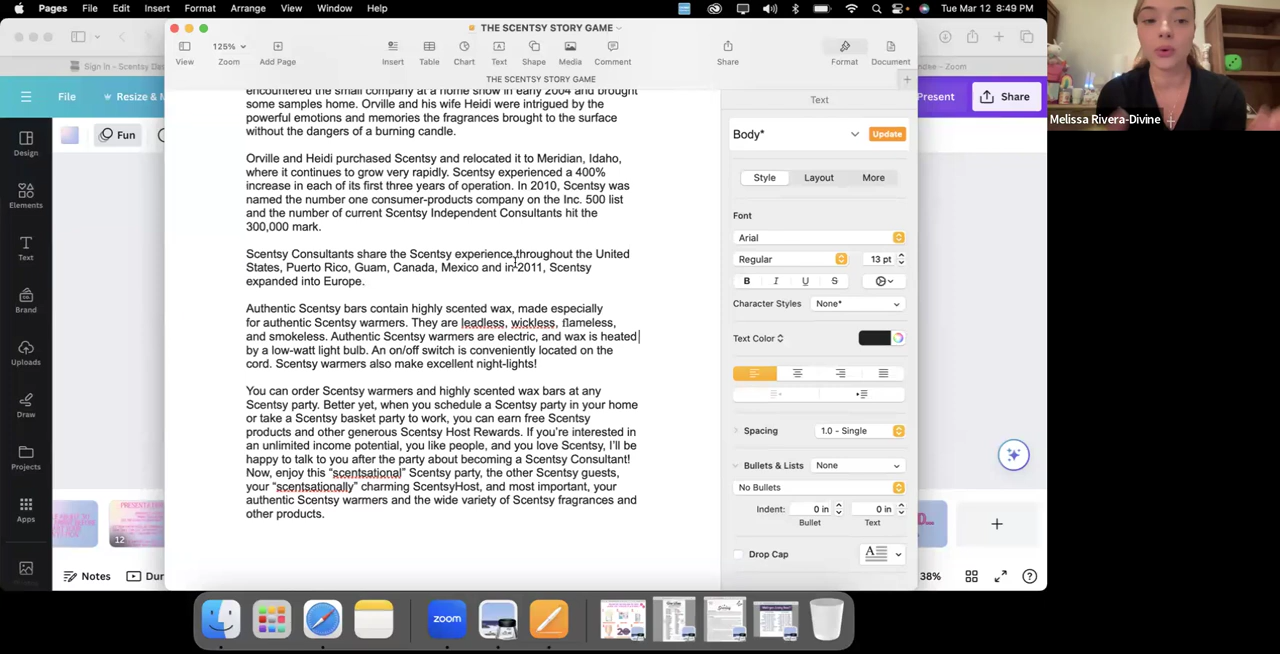 Pages File Edit Insert Format Arrange View Window Help
Tue Mar 12 8:49 PM
THE SCENTSY STORY GAME
125%
View Zoom Add Page Insert Table Chart Text Shape Media Comment Share Format Document
THE SCENTSY STORY GAME
Sign in – Scentsy
Zoom
File Resize &
Present Share
Fun
Design
Elements
Text
Brand
Uploads
Draw
Projects
Apps
encountered the small company at a home show in early 2004 and brought
some samples home. Orville and his wife Heidi were intrigued by the
powerful emotions and memories the fragrances brought to the surface
without the dangers of a burning candle.
Orville and Heidi purchased Scentsy and relocated it to Meridian, Idaho,
where it continues to grow very rapidly. Scentsy experienced a 400%
increase in each of its first three years of operation. In 2010, Scentsy was
named the number one consumer-products company on the Inc. 500 list
and the number of current Scentsy Independent Consultants hit the
300,000 mark.
Scentsy Consultants share the Scentsy experience throughout the United
States, Puerto Rico, Guam, Canada, Mexico and in 2011, Scentsy
expanded into Europe.
Authentic Scentsy bars contain highly scented wax, made especially
for authentic Scentsy warmers. They are leadless, wickless, flameless,
and smokeless. Authentic Scentsy warmers are electric, and wax is heated
by a low-watt light bulb. An on/off switch is conveniently located on the
cord. Scentsy warmers also make excellent night-lights!
You can order Scentsy warmers and highly scented wax bars at any
Scentsy party. Better yet, when you schedule a Scentsy party in your home
or take a Scentsy basket party to work, you can earn free Scentsy
products and other generous Scentsy Host Rewards. If you're interested in
an unlimited income potential, you like people, and you love Scentsy, I'll be
happy to talk to you after the party about becoming a Scentsy Consultant!
Now, enjoy this "scentsational" Scentsy party, the other Scentsy guests,
your "scentsationally" charming ScentsyHost, and most important, your
authentic Scentsy warmers and the wide variety of Scentsy fragrances and
other products.
Text
Body* Update
Style Layout More
Font
Arial
Regular 13 pt
B I U S
Character Styles None*
Text Color
Spacing 1.0 - Single
Bullets & Lists None
No Bullets
Indent: 0 in 0 in
Bullet Text
Drop Cap A
Melissa Rivera-Divine
12
Notes Dur
38%
zoom